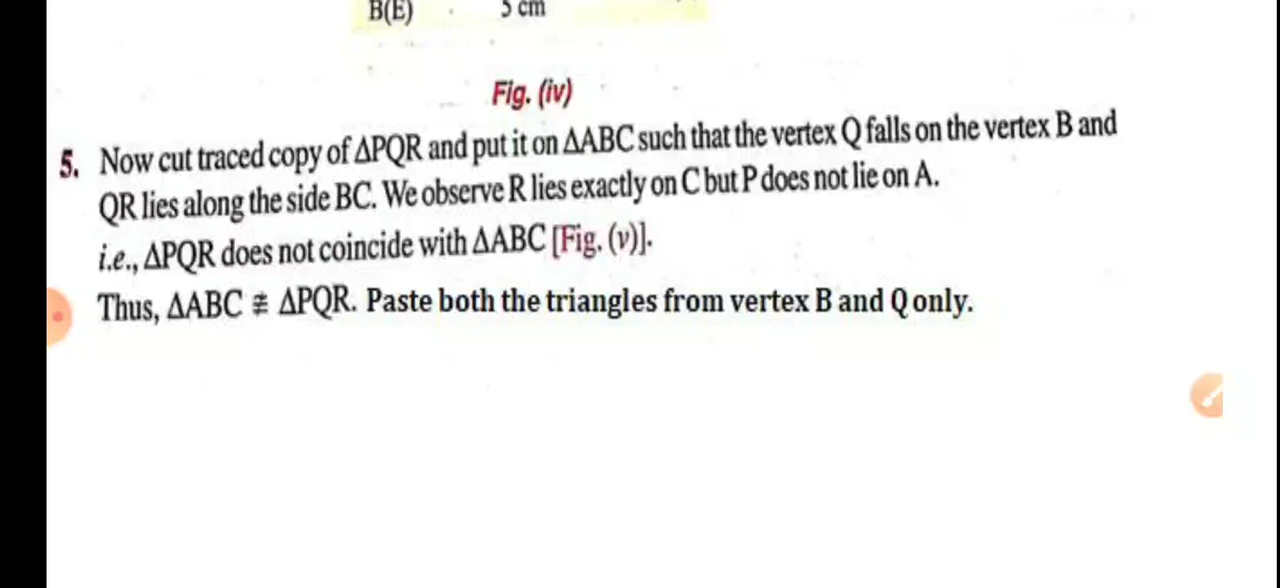 B(E) 5 cm
Fig. (iv)
5. Now cut traced copy of ΔPQR and put it on ΔABC such that the vertex Q falls on the vertex B and
QR lies along the side BC. We observe R lies exactly on C but P does not lie on A.
i.e., ΔPQR does not coincide with ΔABC [Fig. (v)].
Thus, ΔABC ≇ ΔPQR. Paste both the triangles from vertex B and Q only.